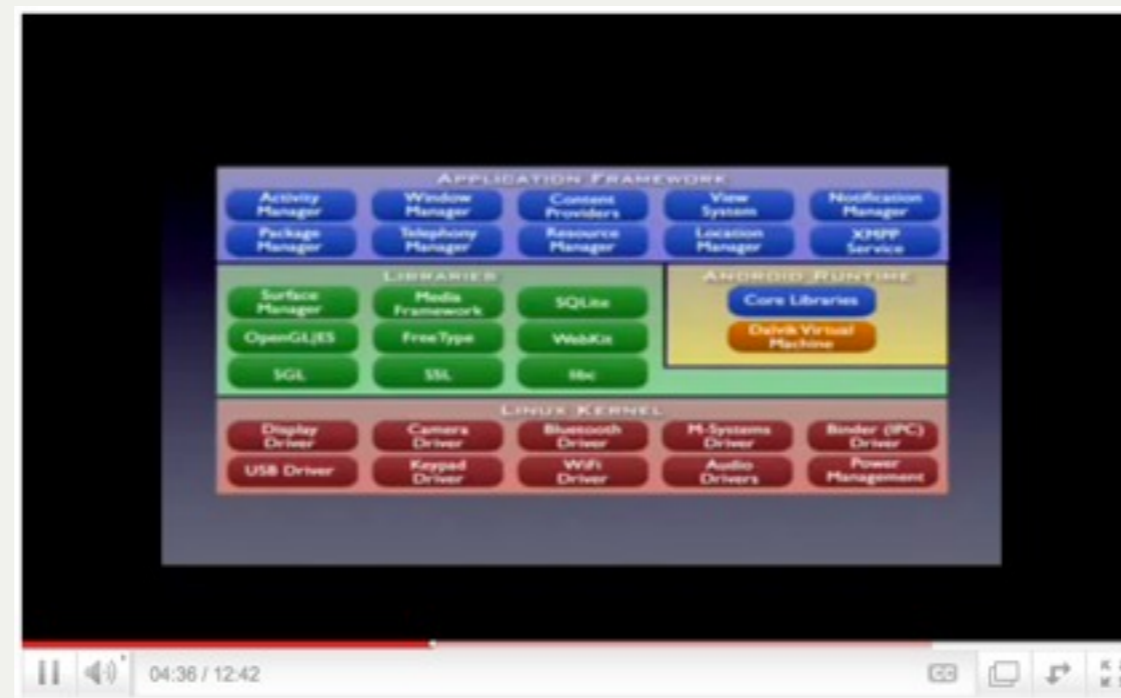 APPLICATION FRAMEWORK
Activity Manager
Window Manager
Content Providers
View System
Notification Manager
Package Manager
Telephony Manager
Resource Manager
Location Manager
XMPP Service
LIBRARIES
Surface Manager
Media Framework
SQLite
OpenGL|ES
FreeType
WebKit
SGL
SSL
libc
ANDROID RUNTIME
Core Libraries
Dalvik Virtual Machine
LINUX KERNEL
Display Driver
Camera Driver
Bluetooth Driver
M-Systems Driver
Binder (IPC) Driver
USB Driver
Keypad Driver
WiFi Driver
Audio Drivers
Power Management
04:36 / 12:42
CC